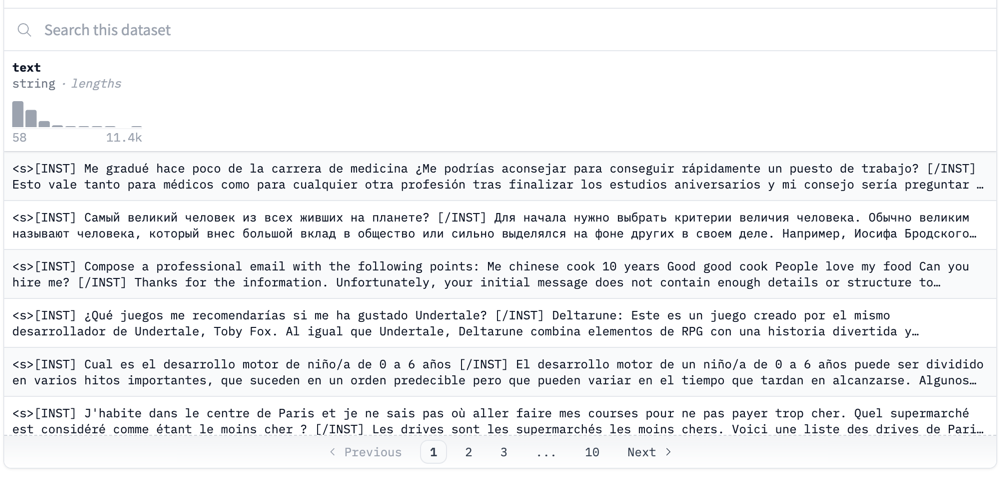 Search this dataset
text
string · lengths
58 11.4k
<s>[INST] Me gradué hace poco de la carrera de medicina ¿Me podrías aconsejar para conseguir rápidamente un puesto de trabajo? [/INST]
Esto vale tanto para médicos como para cualquier otra profesión tras finalizar los estudios aniversarios y mi consejo sería preguntar …
<s>[INST] Самый великий человек из всех живших на планете? [/INST] Для начала нужно выбрать критерии величия человека. Обычно великим
называют человека, который внес большой вклад в общество или сильно выделялся на фоне других в своем деле. Например, Иосифа Бродского…
<s>[INST] Compose a professional email with the following points: Me chinese cook 10 years Good good cook People love my food Can you
hire me? [/INST] Thanks for the information. Unfortunately, your initial message does not contain enough details or structure to…
<s>[INST] ¿Qué juegos me recomendarías si me ha gustado Undertale? [/INST] Deltarune: Este es un juego creado por el mismo
desarrollador de Undertale, Toby Fox. Al igual que Undertale, Deltarune combina elementos de RPG con una historia divertida y…
<s>[INST] Cual es el desarrollo motor de niño/a de 0 a 6 años [/INST] El desarrollo motor de un niño/a de 0 a 6 años puede ser dividido
en varios hitos importantes, que suceden en un orden predecible pero que pueden variar en el tiempo que tardan en alcanzarse. Algunos…
<s>[INST] J'habite dans le centre de Paris et je ne sais pas où aller faire mes courses pour ne pas payer trop cher. Quel supermarché
est considéré comme étant le moins cher ? [/INST] Les drives sont les supermarchés les moins chers. Voici une liste des drives de Pari…
< Previous 1 2 3 ... 10 Next >